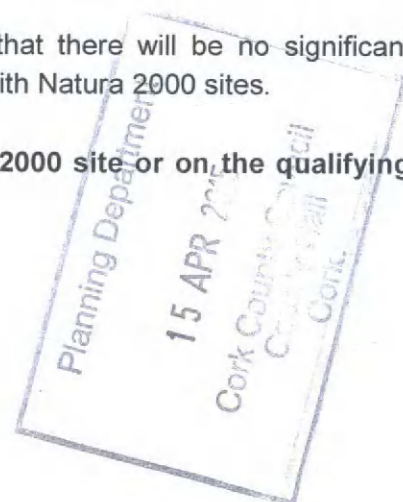 that there will be no significan
ith Natura 2000 sites.
2000 site or on the qualifying
Planning Department
15 APR
Cork County Council
Hall
Cork